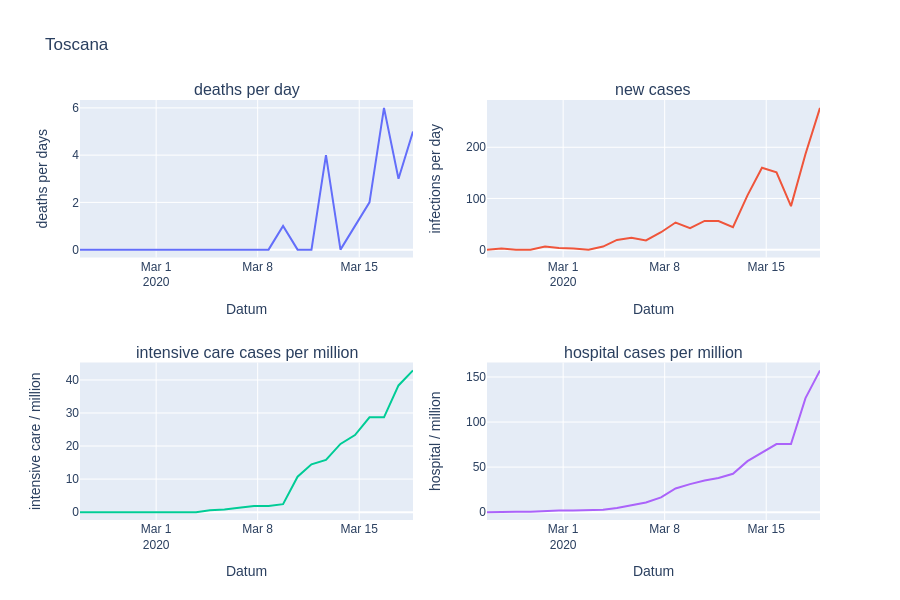 Toscana
deaths per day
deaths per days
6
4
2
0
Mar 1
2020
Mar 8
Mar 15
Datum
new cases
infections per day
200
100
0
Mar 1
2020
Mar 8
Mar 15
Datum
intensive care cases per million
intensive care / million
40
30
20
10
0
Mar 1
2020
Mar 8
Mar 15
Datum
hospital cases per million
hospital / million
150
100
50
0
Mar 1
2020
Mar 8
Mar 15
Datum